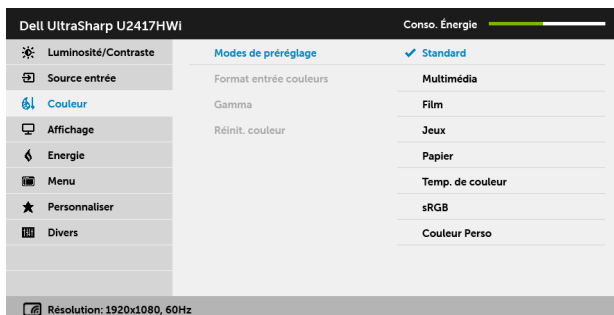 Dell UltraSharp U2417HWi Conso. Énergie
Luminosité/Contraste Modes de préréglage Standard
Source entrée Format entrée couleurs Multimédia
Couleur Gamma Film
Affichage Réinit. couleur Jeux
Energie Papier
Menu Temp. de couleur
Personnaliser sRGB
Divers Couleur Perso
Résolution: 1920x1080, 60Hz